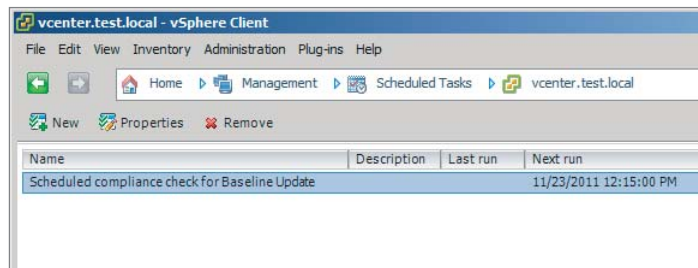 vcenter.test.local - vSphere Client
File Edit View Inventory Administration Plug-ins Help
Home Management Scheduled Tasks vcenter.test.local
New Properties Remove
Name Description Last run Next run
Scheduled compliance check for Baseline Update 11/23/2011 12:15:00 PM